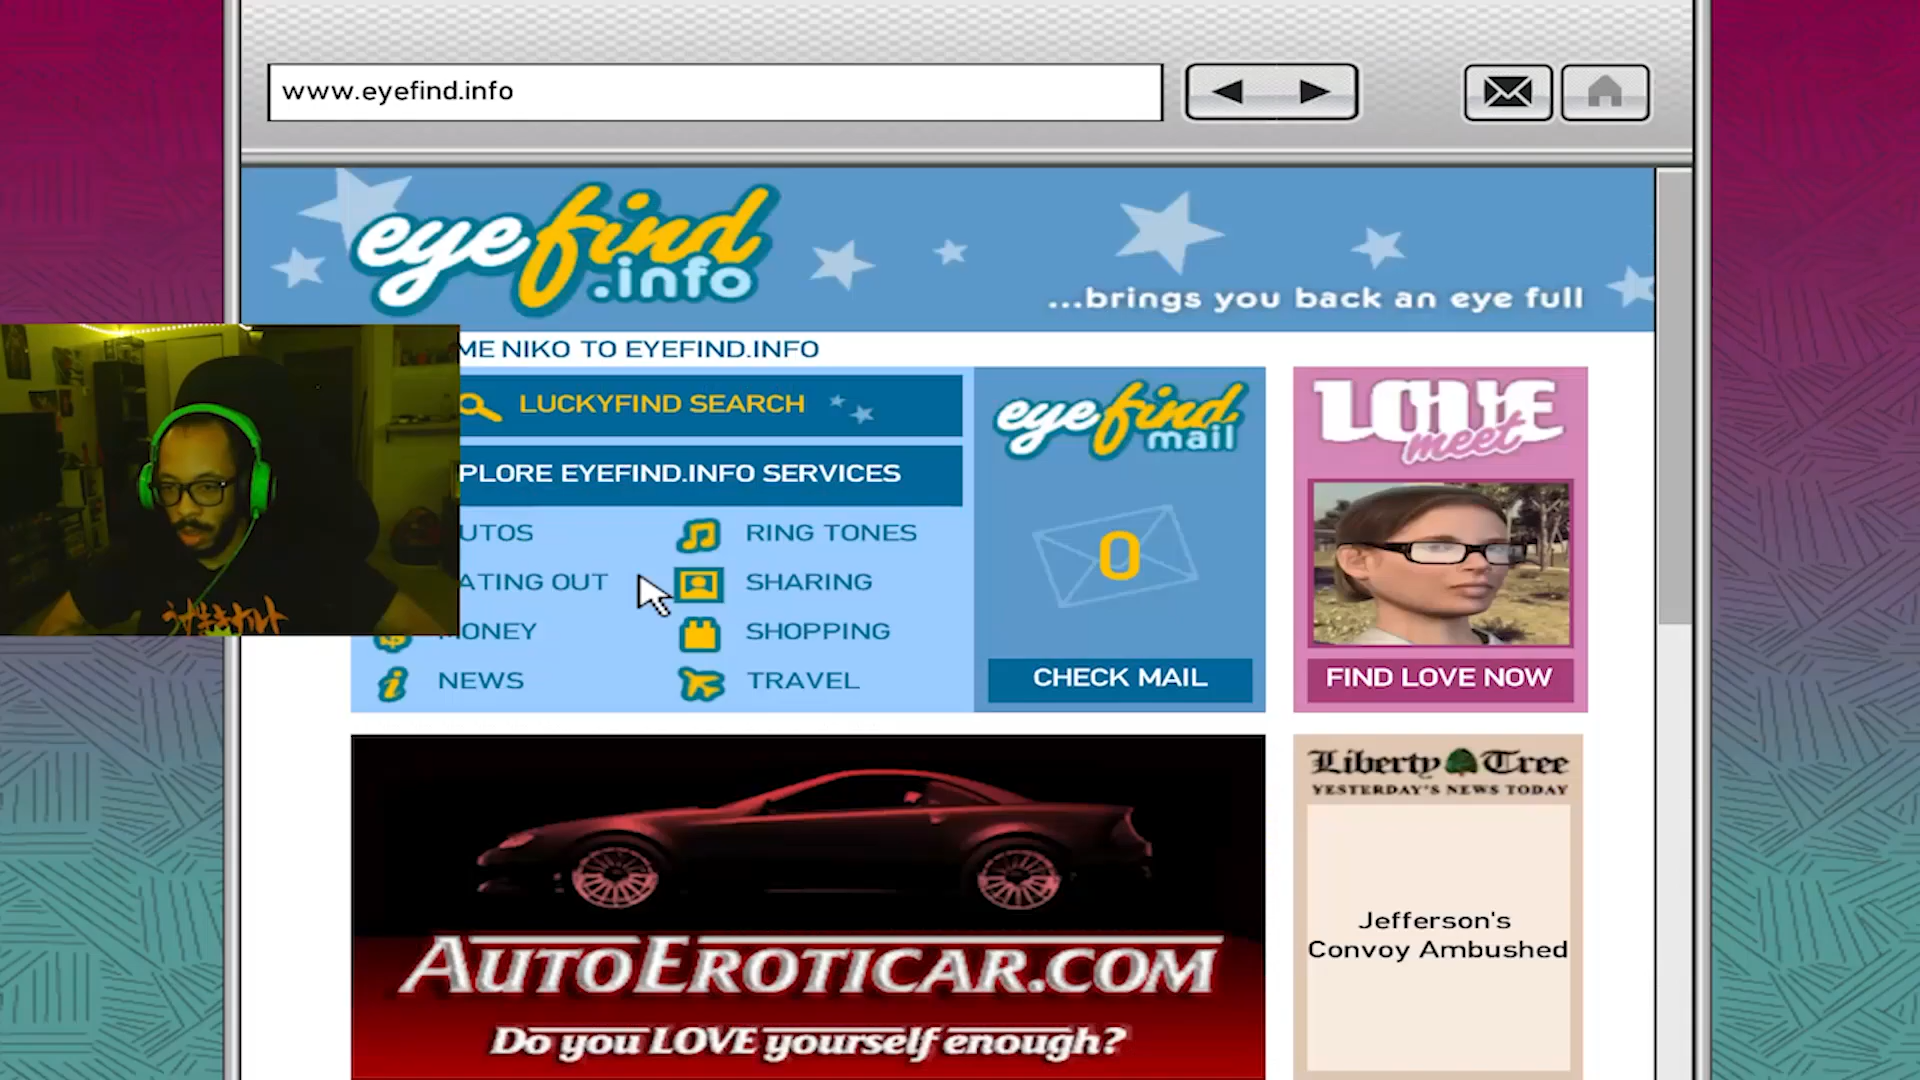 www.eyefind.info
eyefind
.info
...brings you back an eye full
ME NIKO TO EYEFIND.INFO
LUCKYFIND SEARCH
PLORE EYEFIND.INFO SERVICES
UTOS
RING TONES
ATING OUT
SHARING
MONEY
SHOPPING
NEWS
TRAVEL
eyefind
mail
0
CHECK MAIL
LOVE
meet
FIND LOVE NOW
AUTOEROTICAR.COM
Do you LOVE yourself enough?
Liberty Tree
YESTERDAY'S NEWS TODAY
Jefferson's
Convoy Ambushed